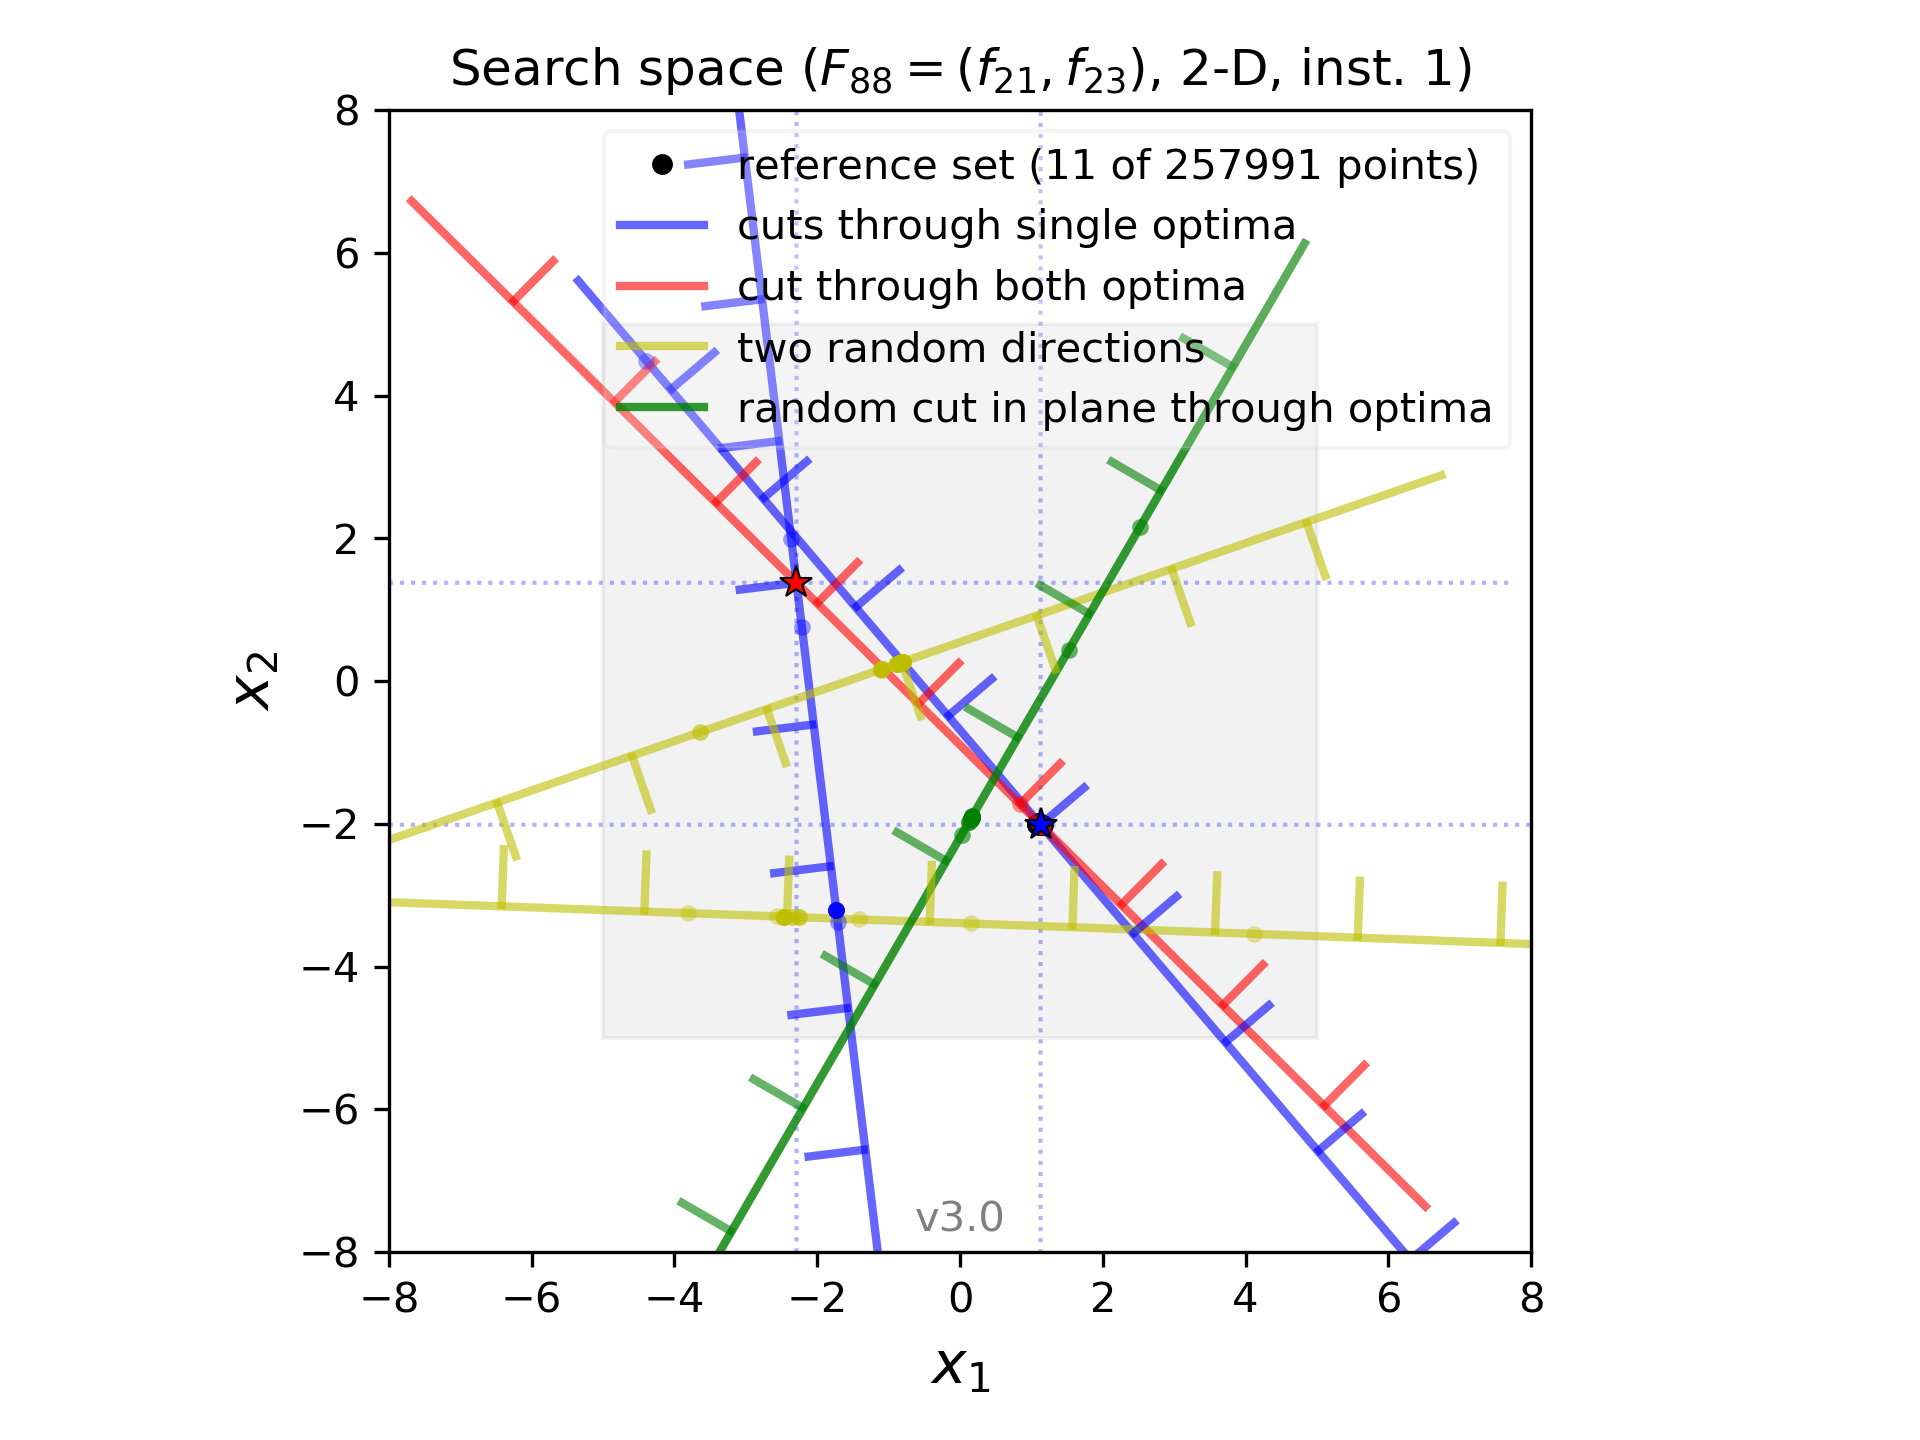 Search space (F88 = (f21, f23), 2-D, inst. 1)
reference set (11 of 257991 points)
cuts through single optima
cut through both optima
two random directions
random cut in plane through optima
8
6
4
2
0
−2
−4
−6
−8
x2
v3.0
−8 −6 −4 −2 0 2 4 6 8
x1